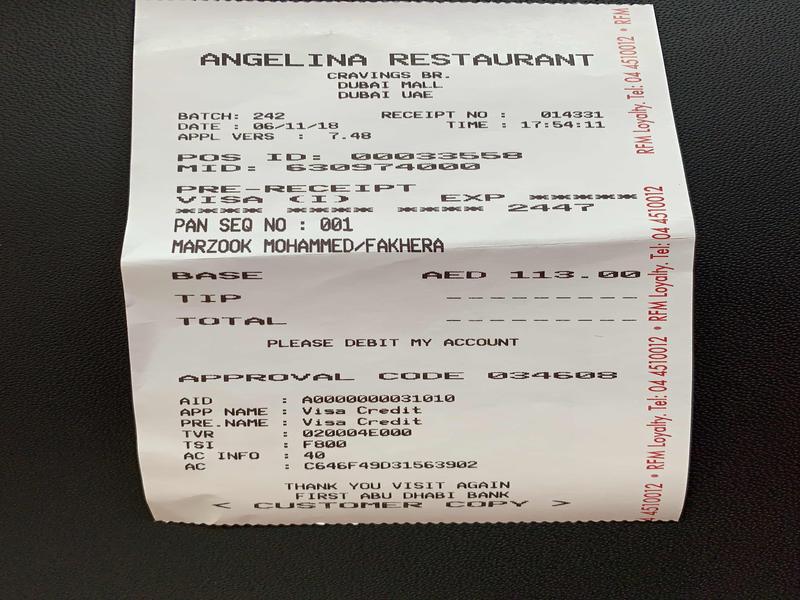 ANGELINA RESTAURANT
CRAVINGS BR.
DUBAI MALL
DUBAI UAE
BATCH: 242 RECEIPT NO : 014331
DATE : 06/11/18 TIME : 17:54:11
APPL VERS : 7.48
POS ID: 00033558
MID: 630974000
PRE-RECEIPT
VISA (I) EXP *****
**** **** **** 2447
PAN SEQ NO : 001
MARZOOK MOHAMMED/FAKHERA
BASE AED 113.00
TIP ---------
TOTAL ---------
PLEASE DEBIT MY ACCOUNT
APPROVAL CODE 034608
AID : A0000000031010
APP NAME : Visa Credit
PRE.NAME : Visa Credit
TVR : 020004E000
TSI : F800
AC INFO : 40
AC : C646F49D31563902
THANK YOU VISIT AGAIN
FIRST ABU DHABI BANK
< CUSTOMER COPY >
4510012 • RFM Loyalty. Tel: 04 4510012 • RFM Loyalty. Tel: 04 4510012
RFM Loyalty. Tel: 04 4510012 • RFM